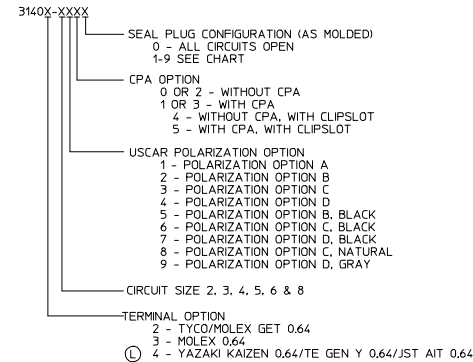 3140X-XXXX
SEAL PLUG CONFIGURATION (AS MOLDED)
0 - ALL CIRCUITS OPEN
1-9 SEE CHART
CPA OPTION
0 OR 2 - WITHOUT CPA
1 OR 3 - WITH CPA
4 - WITHOUT CPA, WITH CLIPSLOT
5 - WITH CPA, WITH CLIPSLOT
USCAR POLARIZATION OPTION
1 - POLARIZATION OPTION A
2 - POLARIZATION OPTION B
3 - POLARIZATION OPTION C
4 - POLARIZATION OPTION D
5 - POLARIZATION OPTION B, BLACK
6 - POLARIZATION OPTION C, BLACK
7 - POLARIZATION OPTION D, BLACK
8 - POLARIZATION OPTION C, NATURAL
9 - POLARIZATION OPTION D, GRAY
CIRCUIT SIZE 2, 3, 4, 5, 6 & 8
TERMINAL OPTION
2 - TYCO/MOLEX GET 0.64
3 - MOLEX 0.64
L 4 - YAZAKI KAIZEN 0.64/TE GEN Y 0.64/JST AIT 0.64